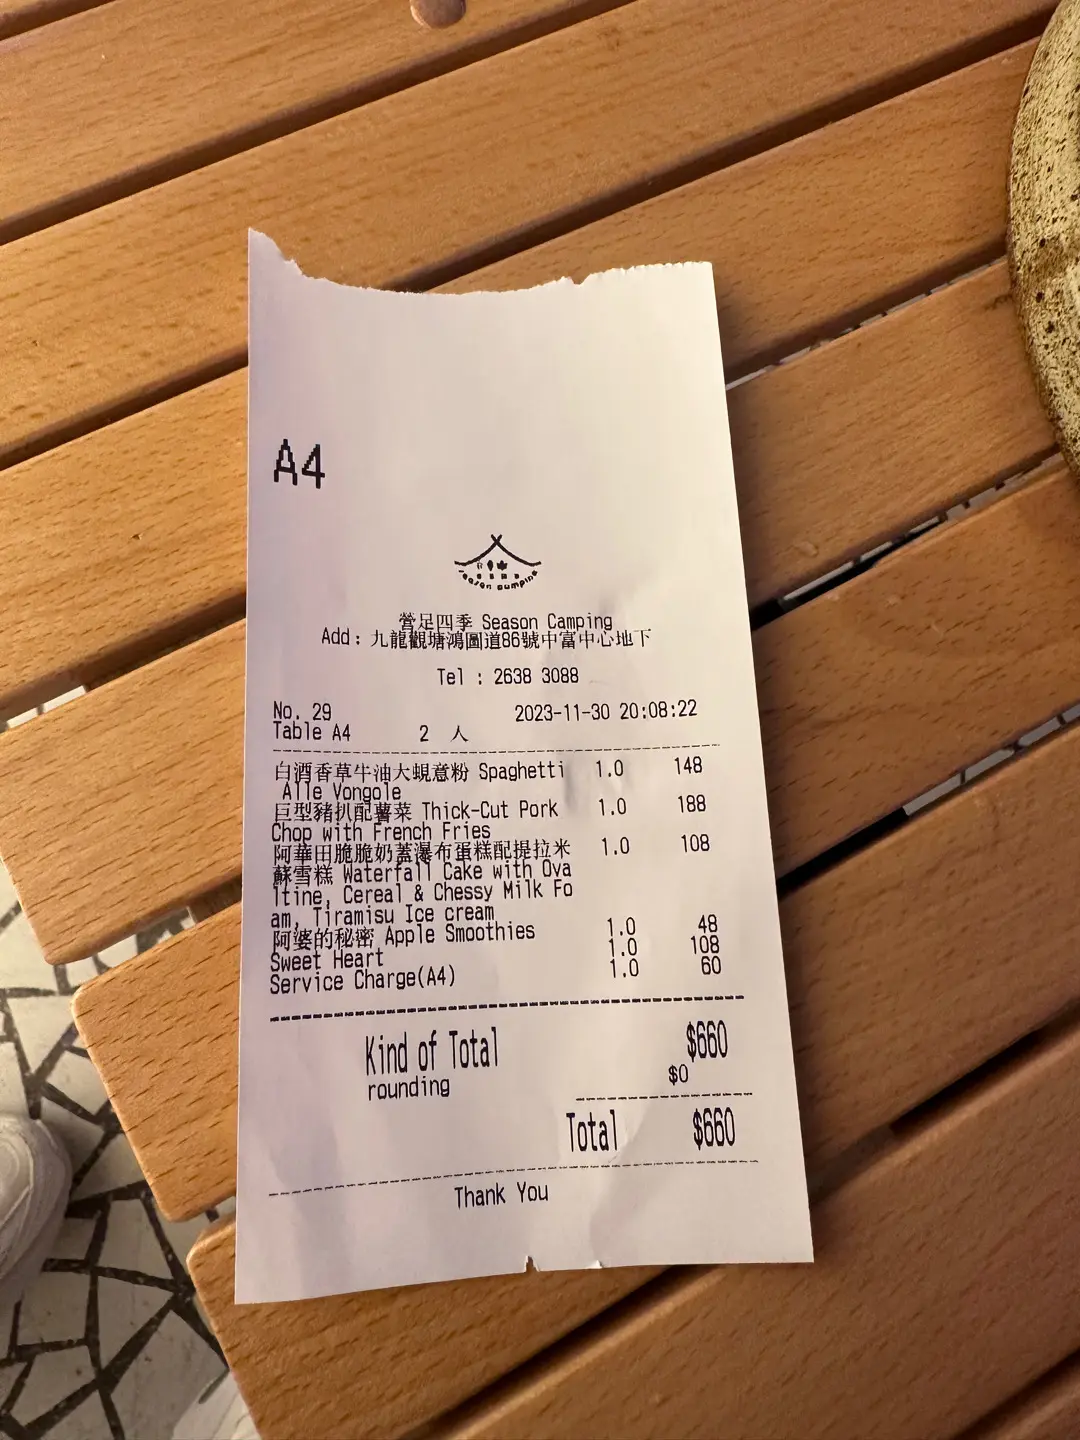 A4
season camping
營足四季 Season Camping
Add: 九龍觀塘鴻圖道86號中富中心地下
Tel : 2638 3088
No. 29 2023-11-30 20:08:22
Table A4 2 人
白酒香草牛油大蜆意粉 Spaghetti 1.0 148
Alle Vongole
巨型豬扒配薯菜 Thick-Cut Pork 1.0 188
Chop with French Fries
阿華田脆脆奶蓋瀑布蛋糕配提拉米 1.0 108
蘇雪糕 Waterfall Cake with Ova
ltine, Cereal & Chessy Milk Fo
am, Tiramisu Ice cream
阿婆的秘密 Apple Smoothies 1.0 48
Sweet Heart 1.0 108
Service Charge(A4) 1.0 60
Kind of Total $660
rounding $0
Total $660
Thank You